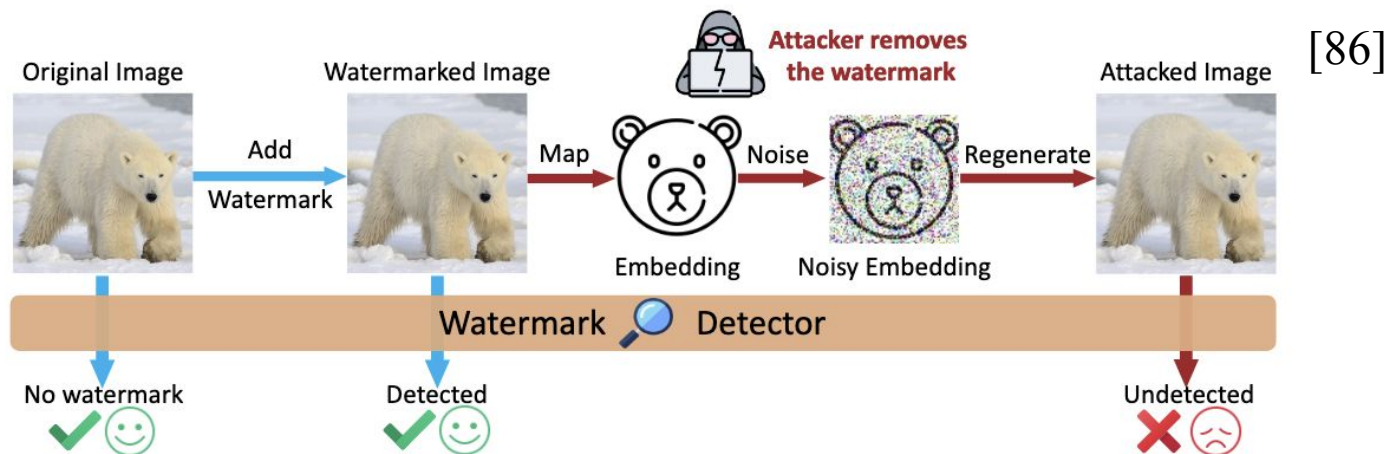 Attacker removes
the watermark
[86]
Original Image
Watermarked Image
Attacked Image
Add
Watermark
Map
Noise
Regenerate
Embedding
Noisy Embedding
Watermark Detector
No watermark
Detected
Undetected